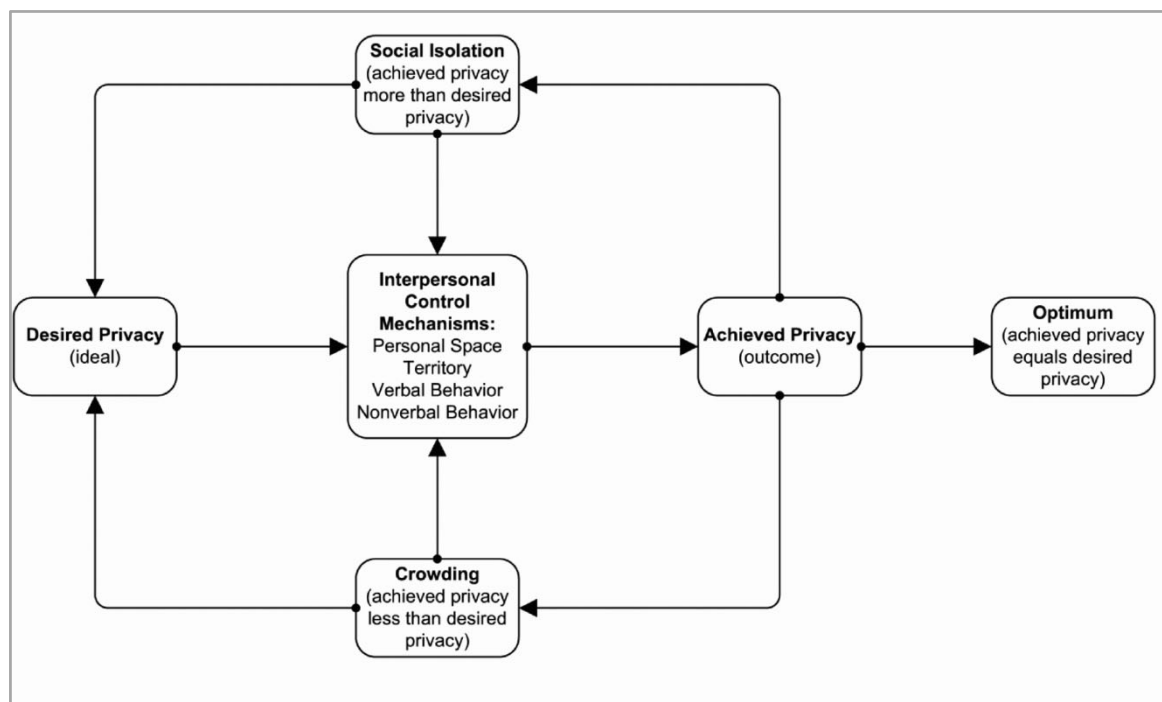 Social Isolation
(achieved privacy
more than desired
privacy)
Desired Privacy
(ideal)
Interpersonal
Control
Mechanisms:
Personal Space
Territory
Verbal Behavior
Nonverbal Behavior
Achieved Privacy
(outcome)
Optimum
(achieved privacy
equals desired
privacy)
Crowding
(achieved privacy
less than desired
privacy)